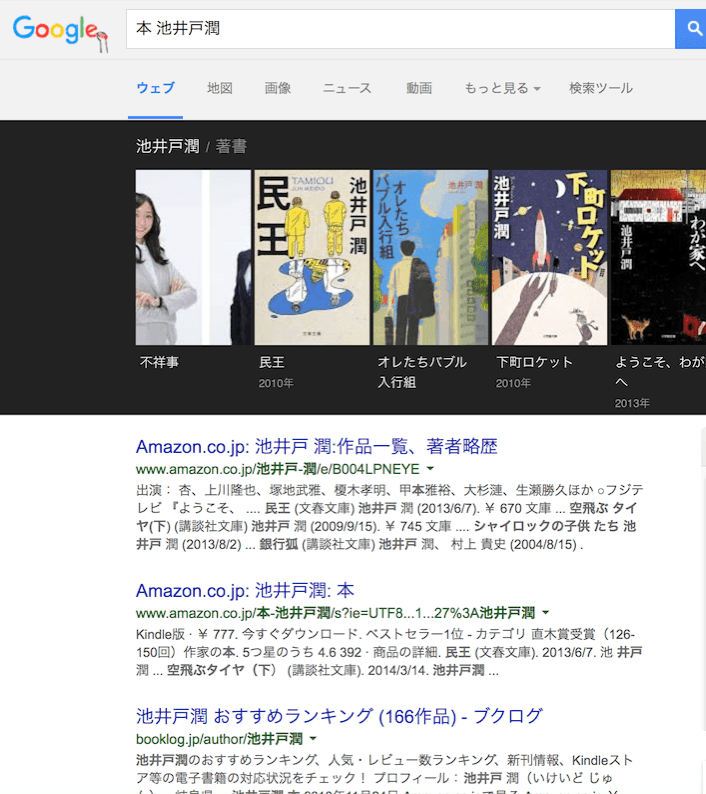 Google
本 池井戸潤
ウェブ 地図 画像 ニュース 動画 もっと見る 検索ツール
池井戸潤 / 著書
民王
TAMIOU
池井戸潤
オレたちバブル入行組
池井戸 潤
池井戸潤
下町ロケット
わが家へ
池井戸潤
不祥事
民王
2010年
オレたちバブル
入行組
下町ロケット
2010年
ようこそ、わが
へ
2013年
Amazon.co.jp: 池井戸 潤:作品一覧、著者略歴
www.amazon.co.jp/池井戸-潤/e/B004LPNEYE
出演： 杏、上川隆也、塚地武雅、榎木孝明、甲本雅裕、大杉漣、生瀬勝久ほか ○フジテ
レビ 『ようこそ、 .... 民王 (文春文庫) 池井戸 潤 (2013/6/7). ￥ 670 文庫 ... 空飛ぶ タイ
ヤ(下) (講談社文庫) 池井戸 潤 (2009/9/15). ￥ 745 文庫 .... シャイロックの子供 たち 池
井戸 潤 (2013/8/2) ... 銀行狐 (講談社文庫) 池井戸 潤、 村上 貴史 (2004/8/15) .
Amazon.co.jp: 池井戸潤: 本
www.amazon.co.jp/本-池井戸潤/s?ie=UTF8...1...27%3A池井戸潤
Kindle版 · ￥ 777. 今すぐダウンロード. ベストセラー1位 - カテゴリ 直木賞受賞（126-
150回）作家の本. 5つ星のうち 4.6 392 · 商品の詳細. 民王 (文春文庫). 2013/6/7. 池 井戸
潤 ... 空飛ぶタイヤ（下） (講談社文庫). 2014/3/14. 池井戸潤 ...
池井戸潤 おすすめランキング (166作品) - ブクログ
booklog.jp/author/池井戸潤
池井戸潤のおすすめランキング、人気・レビュー数ランキング、新刊情報、Kindleスト
ア等の電子書籍の対応状況をチェック！ プロフィール：池井戸 潤（いけいど じゅ